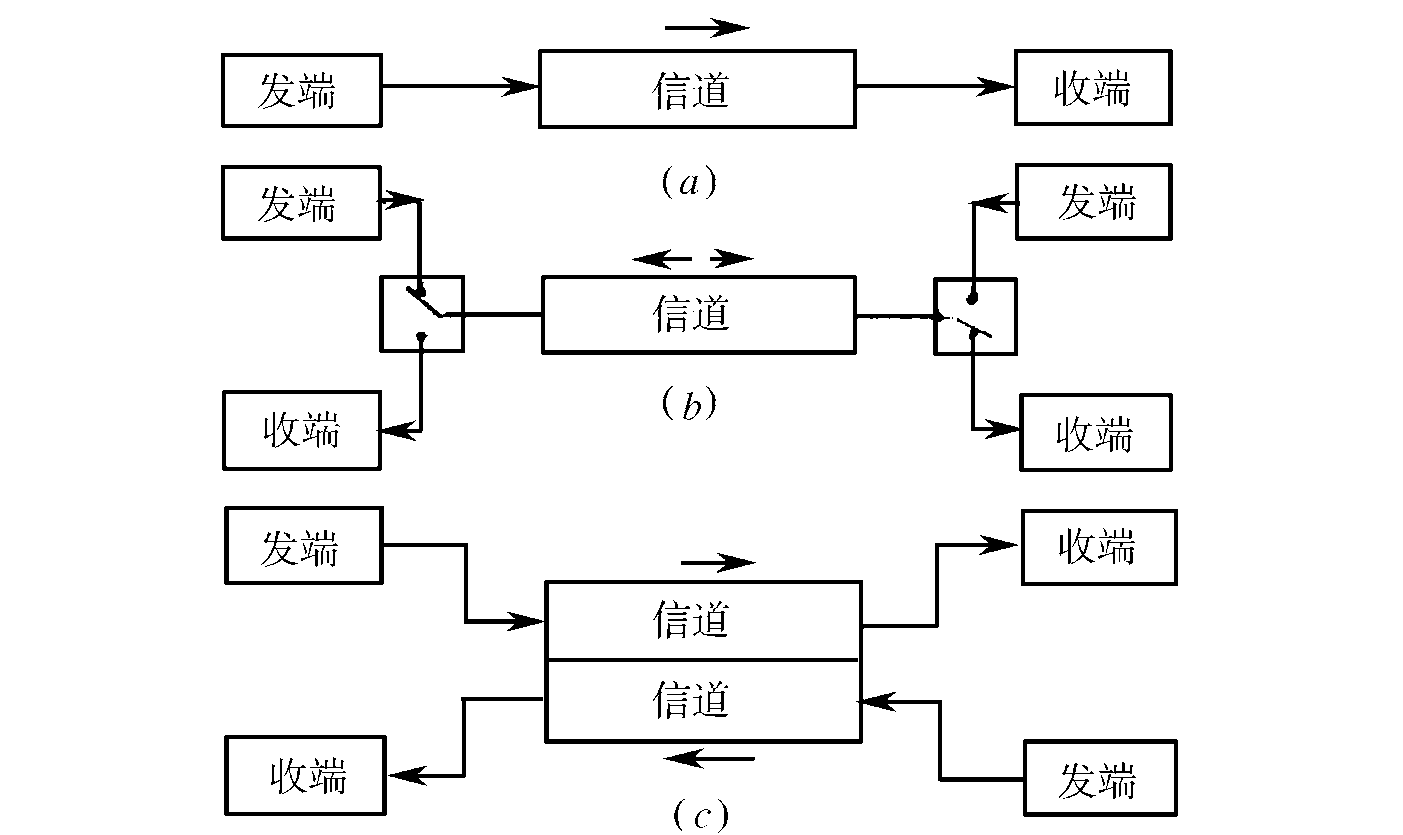 发端 信道 收端
(a)
发端 发端
信道
收端 收端
(b)
发端 收端
信道
信道
收端 发端
(c)